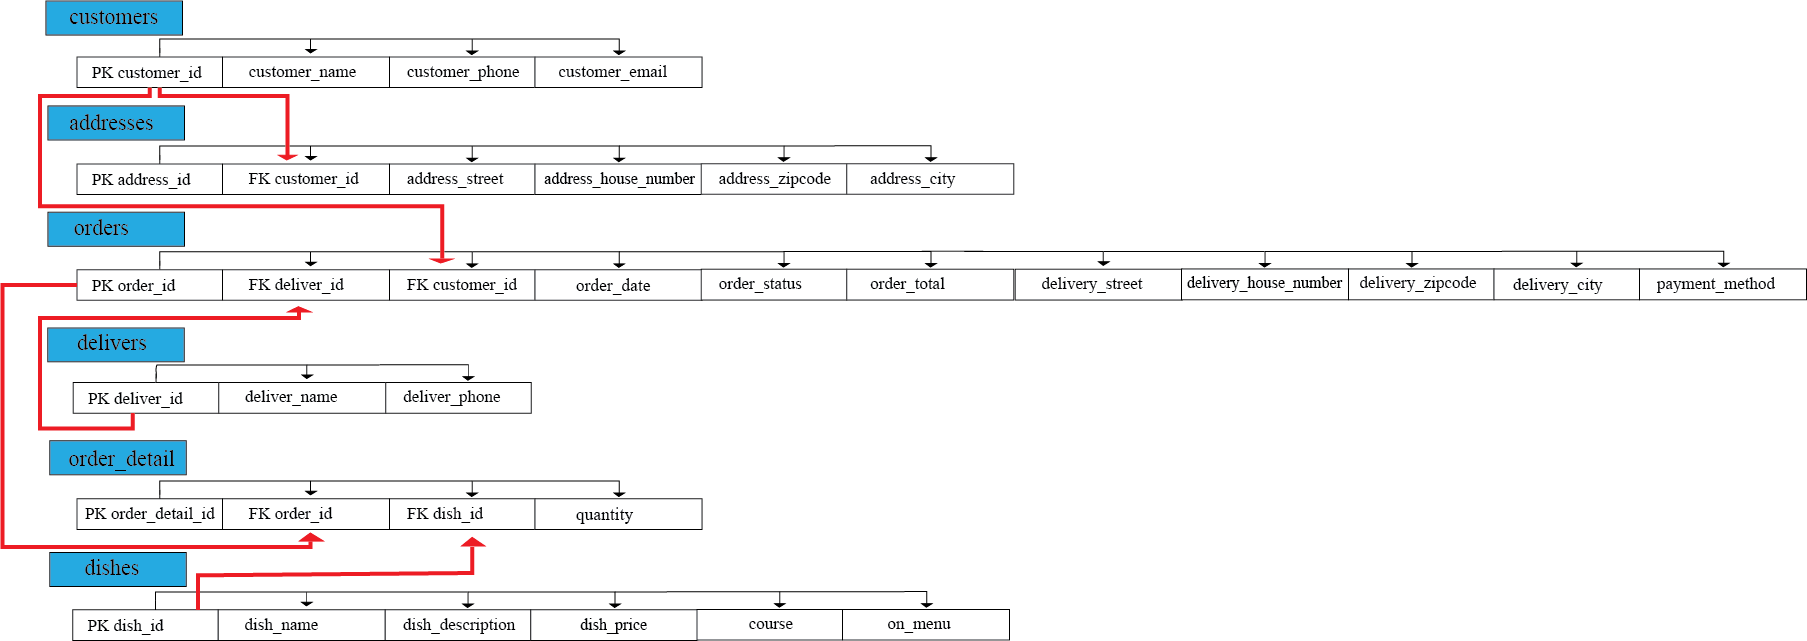 customers
PK customer_id customer_name customer_phone customer_email
addresses
PK address_id FK customer_id address_street address_house_number address_zipcode address_city
orders
PK order_id FK deliver_id FK customer_id order_date order_status order_total delivery_street delivery_house_number delivery_zipcode delivery_city payment_method
delivers
PK deliver_id deliver_name deliver_phone
order_detail
PK order_detail_id FK order_id FK dish_id quantity
dishes
PK dish_id dish_name dish_description dish_price course on_menu